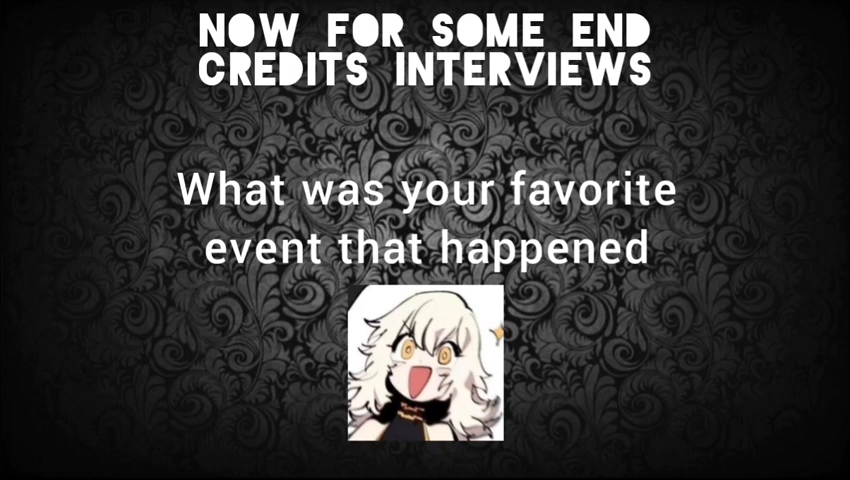 NOW FOR SOME END
CREDITS INTERVIEWS
What was your favorite
event that happened